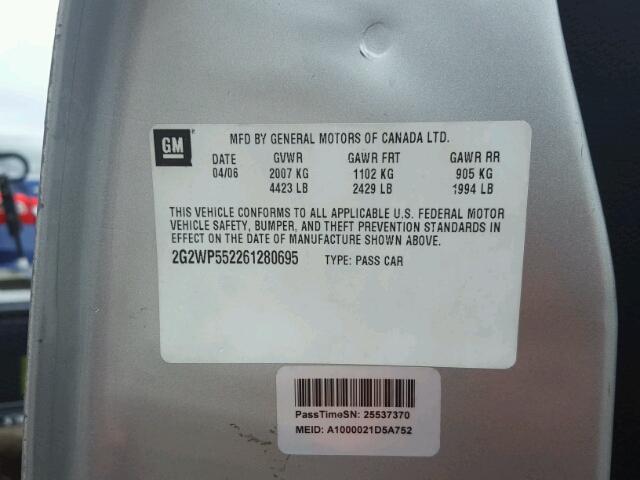 GM
MFD BY GENERAL MOTORS OF CANADA LTD.
DATE GVWR GAWR FRT GAWR RR
04/06 2007 KG 1102 KG 905 KG
4423 LB 2429 LB 1994 LB
THIS VEHICLE CONFORMS TO ALL APPLICABLE U.S. FEDERAL MOTOR
VEHICLE SAFETY, BUMPER, AND THEFT PREVENTION STANDARDS IN
EFFECT ON THE DATE OF MANUFACTURE SHOWN ABOVE.
2G2WP552261280695 TYPE: PASS CAR
PassTimeSN: 25537370
MEID: A1000021D5A752